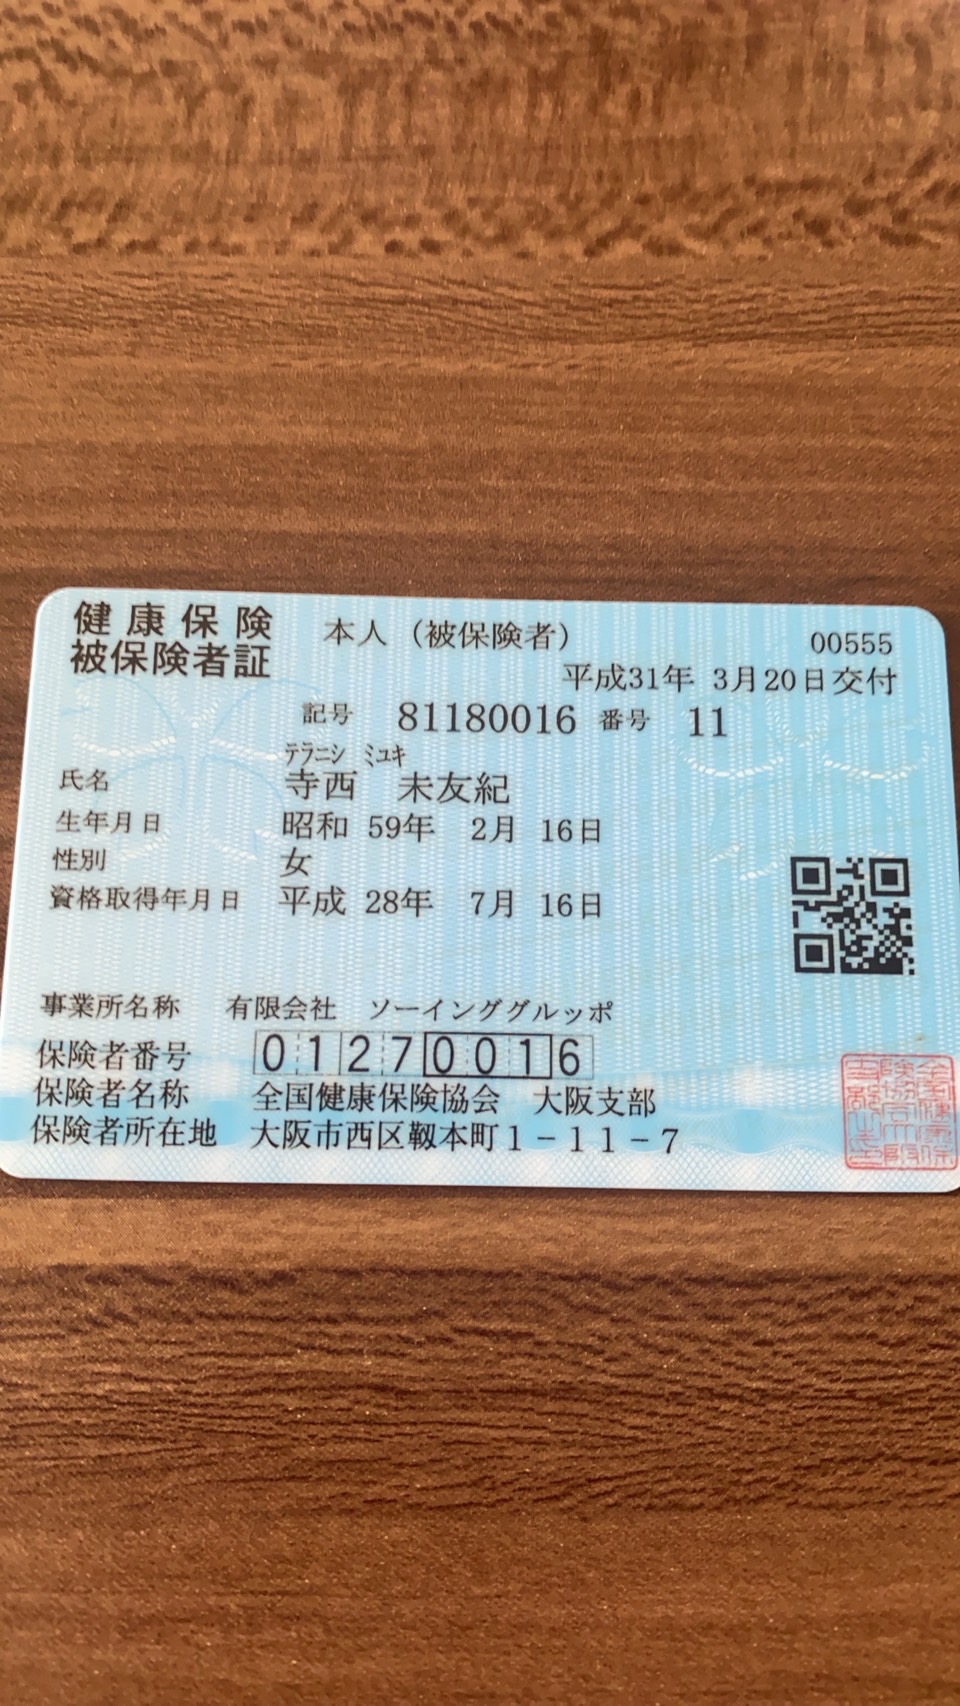 健康保険 本人（被保険者） 00555
被保険者証 平成31年 3月20日交付
記号 81180016 番号 11
ﾃﾗﾆｼ ﾐﾕｷ
氏名 寺西 未友紀
生年月日 昭和 59年 2月 16日
性別 女
資格取得年月日 平成 28年 7月 16日
事業所名称 有限会社 ソーインググルッポ
保険者番号 01270016
保険者名称 全国健康保険協会 大阪支部
保険者所在地 大阪市西区靱本町1－11－7